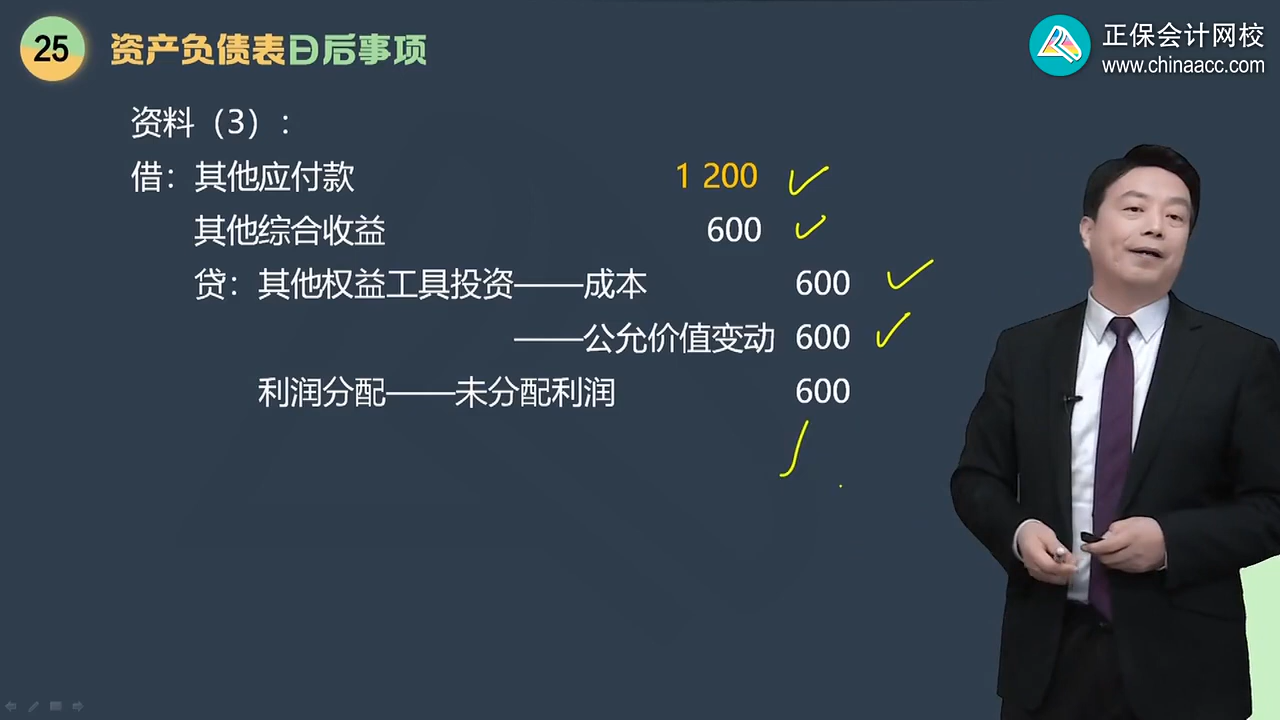 25 资产负债表日后事项
正保会计网校
www.chinaacc.com
资料（3）：
借：其他应付款 1 200
其他综合收益 600
贷：其他权益工具投资——成本 600
——公允价值变动 600
利润分配——未分配利润 600